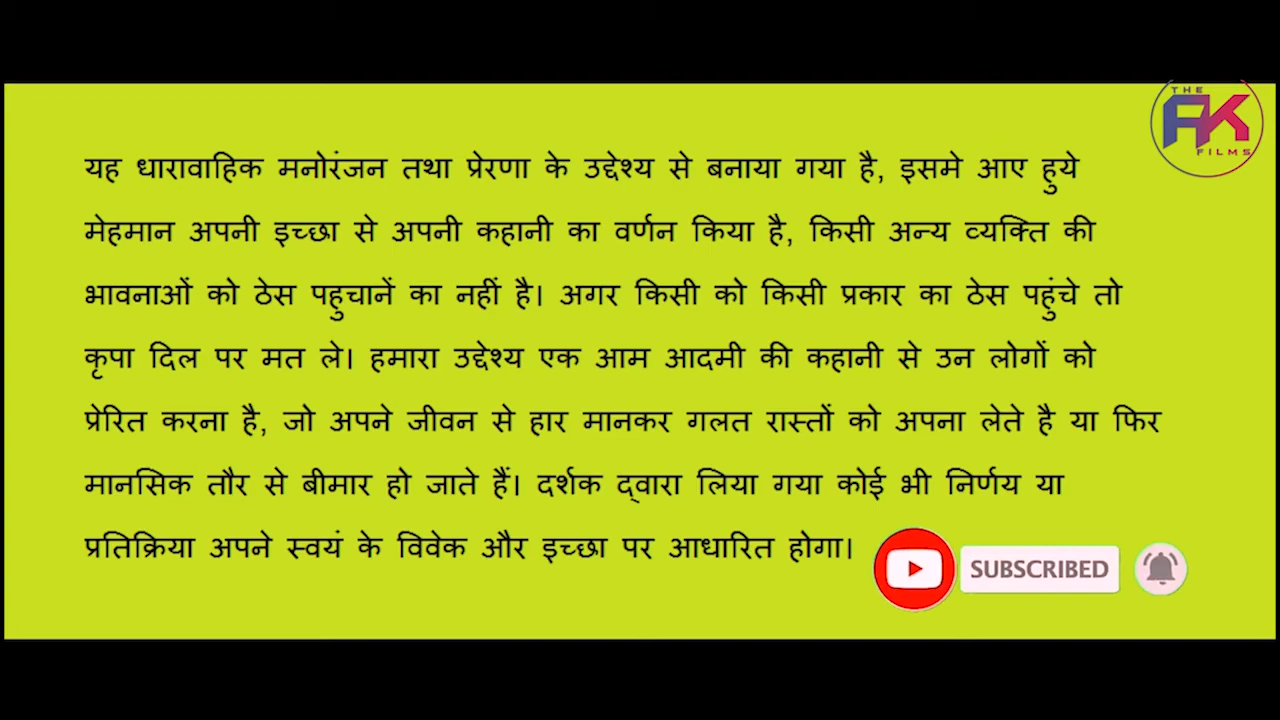 THE
AK
FILMS
यह धारावाहिक मनोरंजन तथा प्रेरणा के उद्देश्य से बनाया गया है, इसमे आए हुये
मेहमान अपनी इच्छा से अपनी कहानी का वर्णन किया है, किसी अन्य व्यक्ति की
भावनाओं को ठेस पहुचानें का नहीं है। अगर किसी को किसी प्रकार का ठेस पहुंचे तो
कृपा दिल पर मत ले। हमारा उद्देश्य एक आम आदमी की कहानी से उन लोगों को
प्रेरित करना है, जो अपने जीवन से हार मानकर गलत रास्तों को अपना लेते है या फिर
मानसिक तौर से बीमार हो जाते हैं। दर्शक द्वारा लिया गया कोई भी निर्णय या
प्रतिक्रिया अपने स्वयं के विवेक और इच्छा पर आधारित होगा।
SUBSCRIBED